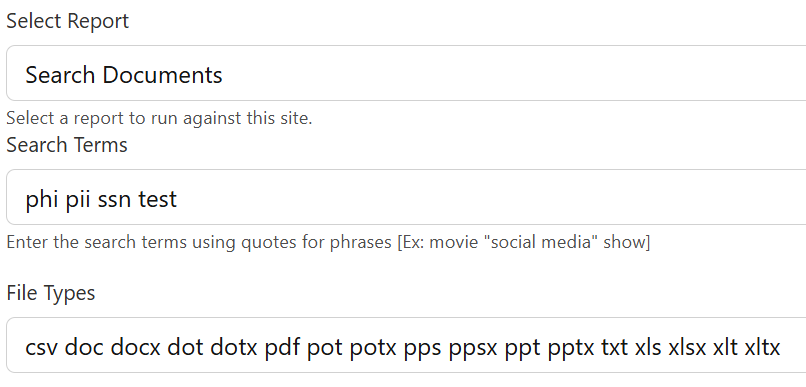 Select Report
Search Documents
Select a report to run against this site.
Search Terms
phi pii ssn test
Enter the search terms using quotes for phrases [Ex: movie "social media" show]
File Types
csv doc docx dot dotx pdf pot potx pps ppsx ppt pptx txt xls xlsx xlt xltx